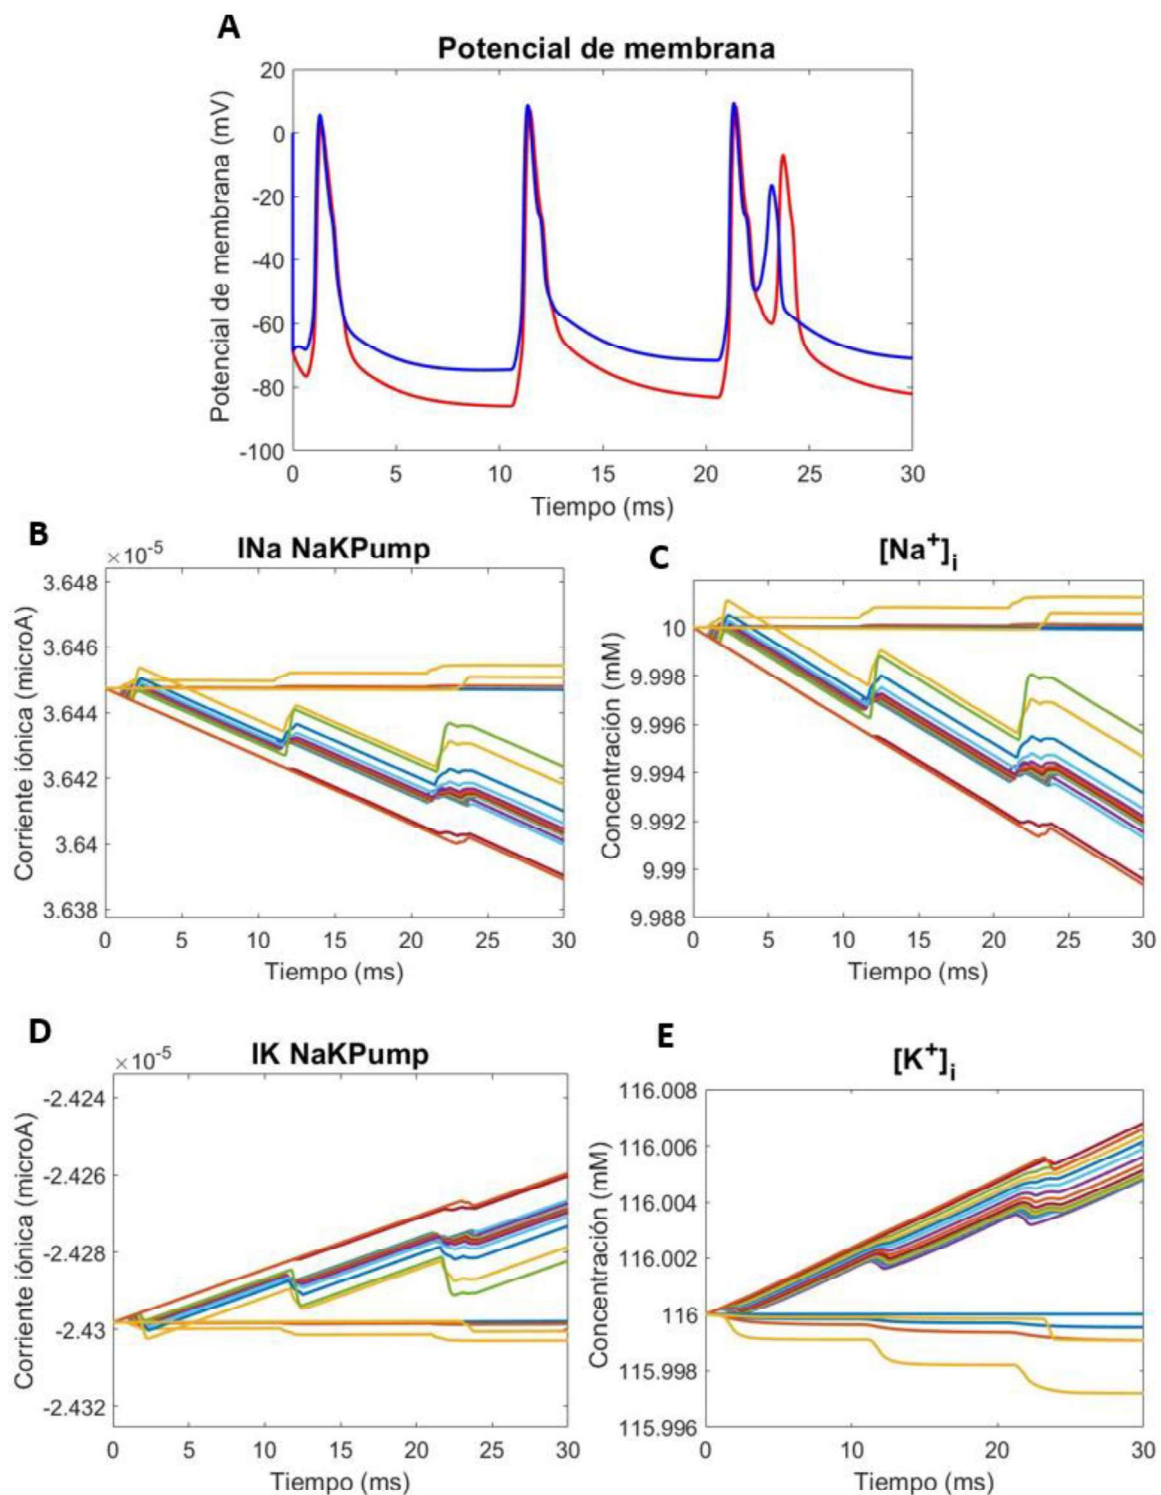 A
Potencial de membrana
20
0
-20
-40
-60
-80
-100
Potencial de membrana (mV)
0 5 10 15 20 25 30
Tiempo (ms)
B
×10⁻⁵
INa NaKPump
3.648
3.646
3.644
3.642
3.64
3.638
Corriente iónica (microA)
0 5 10 15 20 25 30
Tiempo (ms)
C
[Na⁺]ᵢ
10
9.998
9.996
9.994
9.992
9.99
9.988
Concentración (mM)
0 5 10 15 20 25 30
Tiempo (ms)
D
×10⁻⁵
IK NaKPump
-2.424
-2.426
-2.428
-2.43
-2.432
Corriente iónica (microA)
0 5 10 15 20 25 30
Tiempo (ms)
E
[K⁺]ᵢ
116.008
116.006
116.004
116.002
116
115.998
115.996
Concentración (mM)
0 10 20 30
Tiempo (ms)